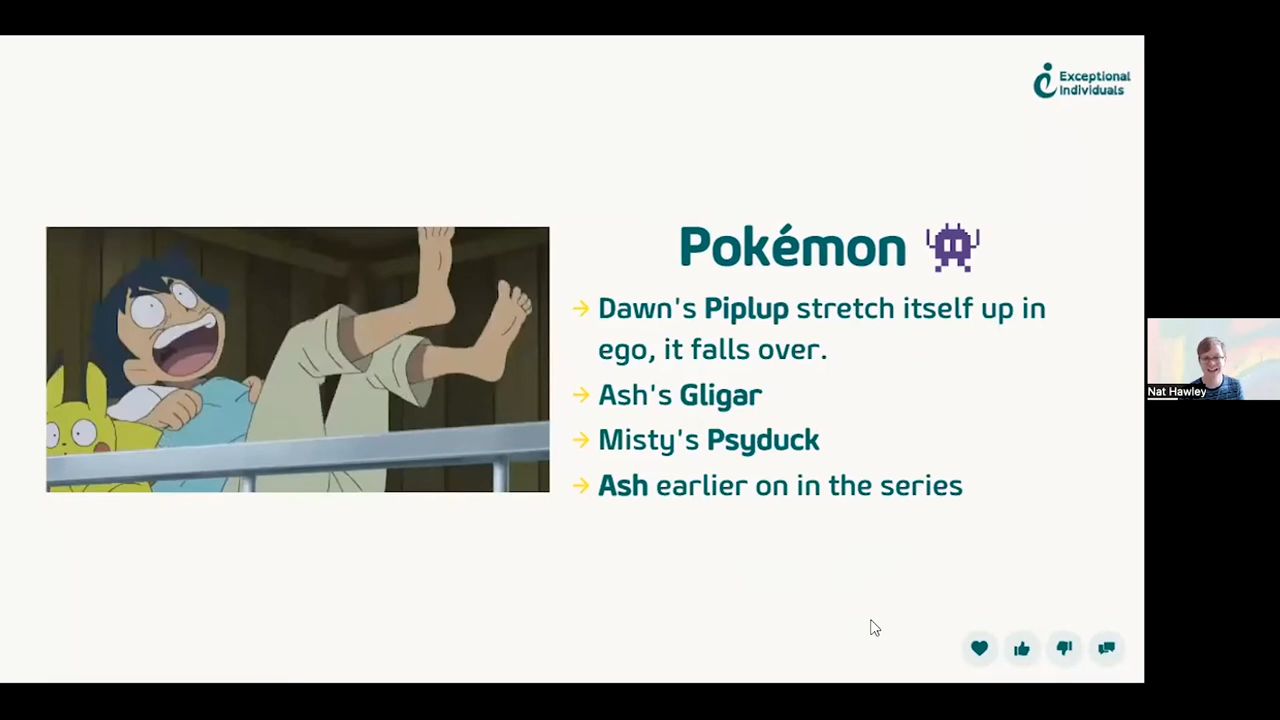 Exceptional
Individuals
Pokémon
Dawn's Piplup stretch itself up in
ego, it falls over.
Ash's Gligar
Misty's Psyduck
Ash earlier on in the series
Nat Hawley